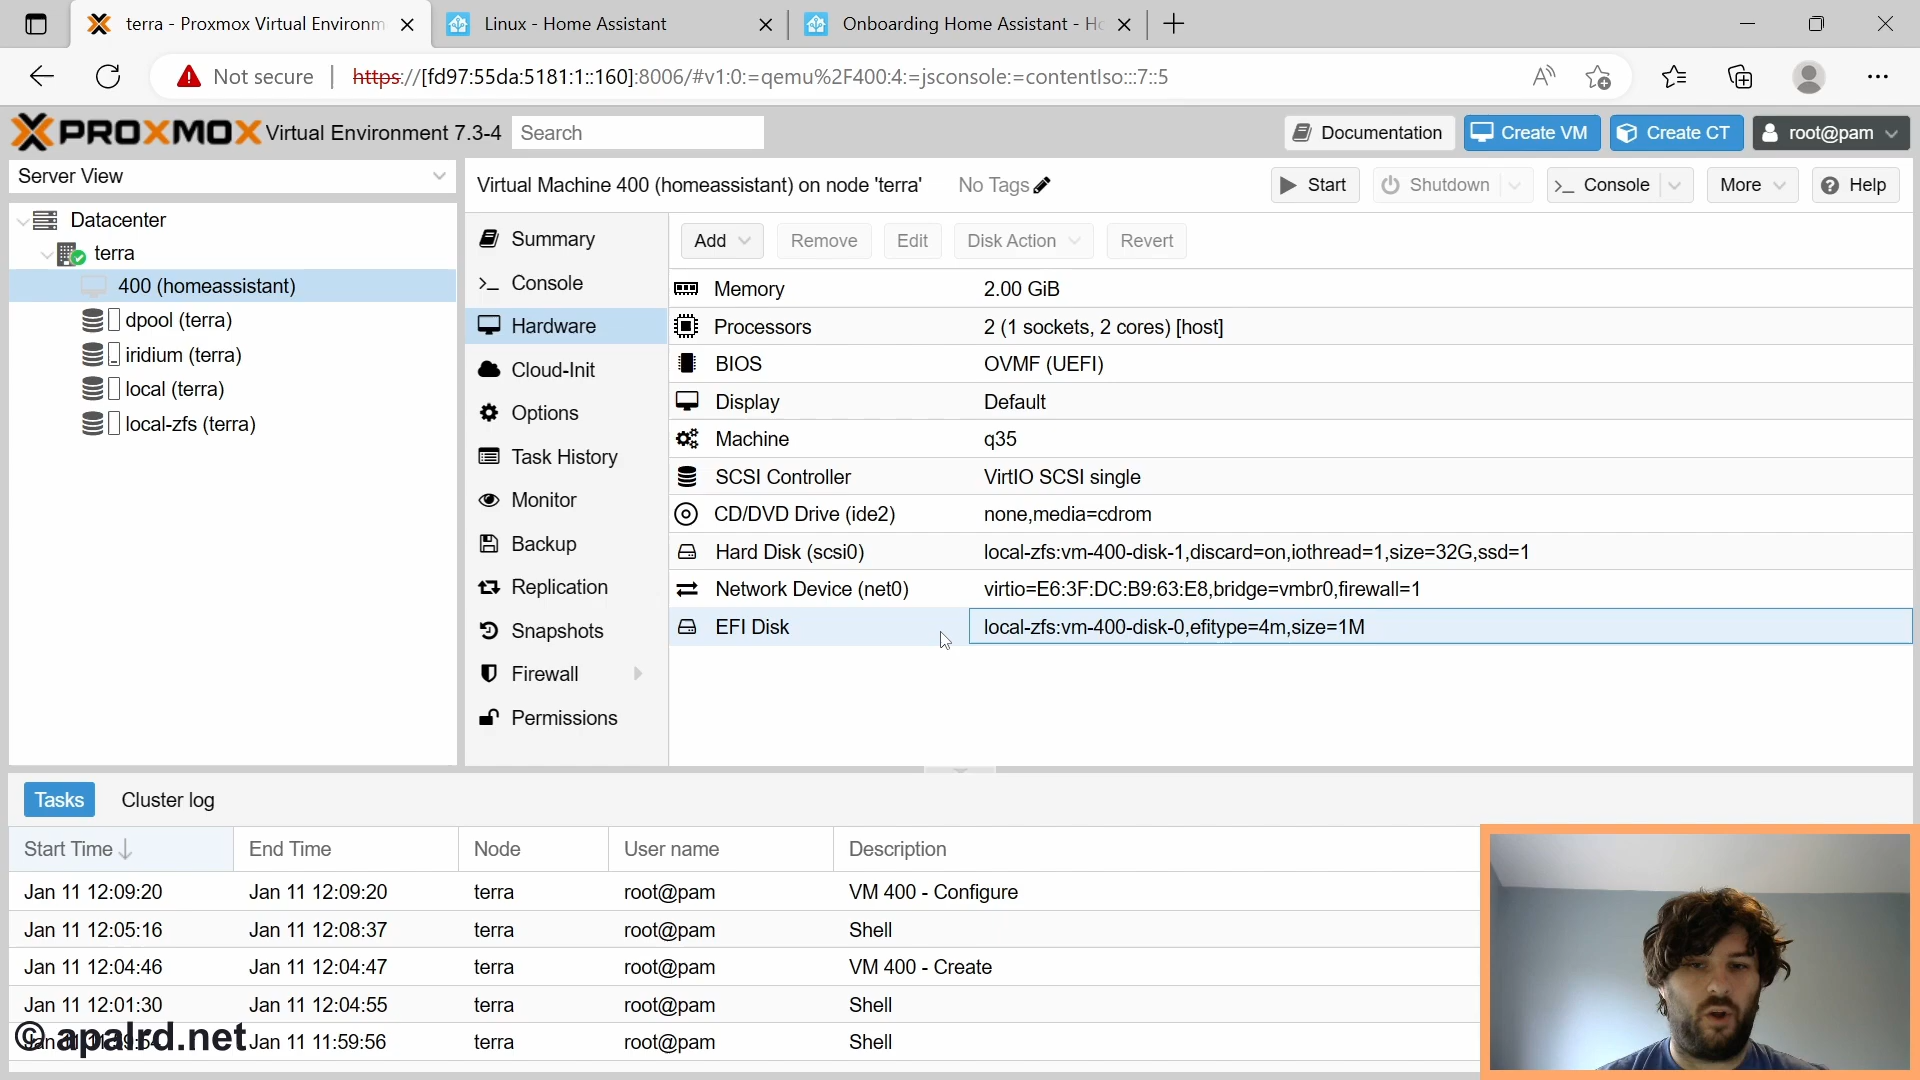 terra - Proxmox Virtual Environm
Linux - Home Assistant
Onboarding Home Assistant - Ho
Not secure
https://[fd97:55da:5181:1::160]:8006/#v1:0:=qemu%2F400:4:=jsconsole:=contentIso:::7::5
PROXMOX Virtual Environment 7.3-4
Search
Documentation
Create VM
Create CT
root@pam
Server View
Virtual Machine 400 (homeassistant) on node 'terra'
No Tags
Start
Shutdown
Console
More
Help
Datacenter
terra
400 (homeassistant)
dpool (terra)
iridium (terra)
local (terra)
local-zfs (terra)
Summary
Console
Hardware
Cloud-Init
Options
Task History
Monitor
Backup
Replication
Snapshots
Firewall
Permissions
Add
Remove
Edit
Disk Action
Revert
Memory 2.00 GiB
Processors 2 (1 sockets, 2 cores) [host]
BIOS OVMF (UEFI)
Display Default
Machine q35
SCSI Controller VirtIO SCSI single
CD/DVD Drive (ide2) none,media=cdrom
Hard Disk (scsi0) local-zfs:vm-400-disk-1,discard=on,iothread=1,size=32G,ssd=1
Network Device (net0) virtio=E6:3F:DC:B9:63:E8,bridge=vmbr0,firewall=1
EFI Disk local-zfs:vm-400-disk-0,efitype=4m,size=1M
Tasks
Cluster log
Start Time End Time Node User name Description
Jan 11 12:09:20 Jan 11 12:09:20 terra root@pam VM 400 - Configure
Jan 11 12:05:16 Jan 11 12:08:37 terra root@pam Shell
Jan 11 12:04:46 Jan 11 12:04:47 terra root@pam VM 400 - Create
Jan 11 12:01:30 Jan 11 12:04:55 terra root@pam Shell
Jan 11 11:59:56 terra root@pam Shell
© apalrd.net